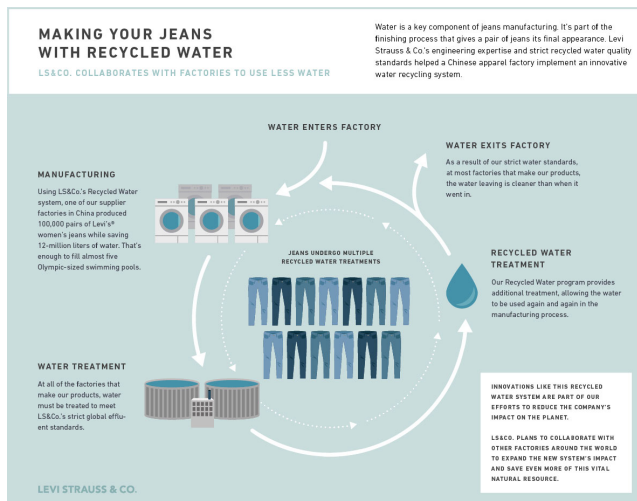 MAKING YOUR JEANS
WITH RECYCLED WATER
LS&CO. COLLABORATES WITH FACTORIES TO USE LESS WATER
Water is a key component of jeans manufacturing. It's part of the
finishing process that gives a pair of jeans its final appearance. Levi
Strauss & Co.'s engineering expertise and strict recycled water quality
standards helped a Chinese apparel factory implement an innovative
water recycling system.
WATER ENTERS FACTORY
WATER EXITS FACTORY
As a result of our strict water standards,
at most factories that make our products,
the water leaving is cleaner than when it
went in.
MANUFACTURING
Using LS&Co.'s Recycled Water
system, one of our supplier
factories in China produced
100,000 pairs of Levi's®
women's jeans while saving
12-million liters of water. That's
enough to fill almost five
Olympic-sized swimming pools.
JEANS UNDERGO MULTIPLE
RECYCLED WATER TREATMENTS
RECYCLED WATER
TREATMENT
Our Recycled Water program provides
additional treatment, allowing the water
to be used again and again in the
manufacturing process.
WATER TREATMENT
At all of the factories that
make our products, water
must be treated to meet
LS&Co.'s strict global efflu-
ent standards.
INNOVATIONS LIKE THIS RECYCLED
WATER SYSTEM ARE PART OF OUR
EFFORTS TO REDUCE THE COMPANY'S
IMPACT ON THE PLANET.
LS&CO. PLANS TO COLLABORATE WITH
OTHER FACTORIES AROUND THE WORLD
TO EXPAND THE NEW SYSTEM'S IMPACT
AND SAVE EVEN MORE OF THIS VITAL
NATURAL RESOURCE.
LEVI STRAUSS & CO.